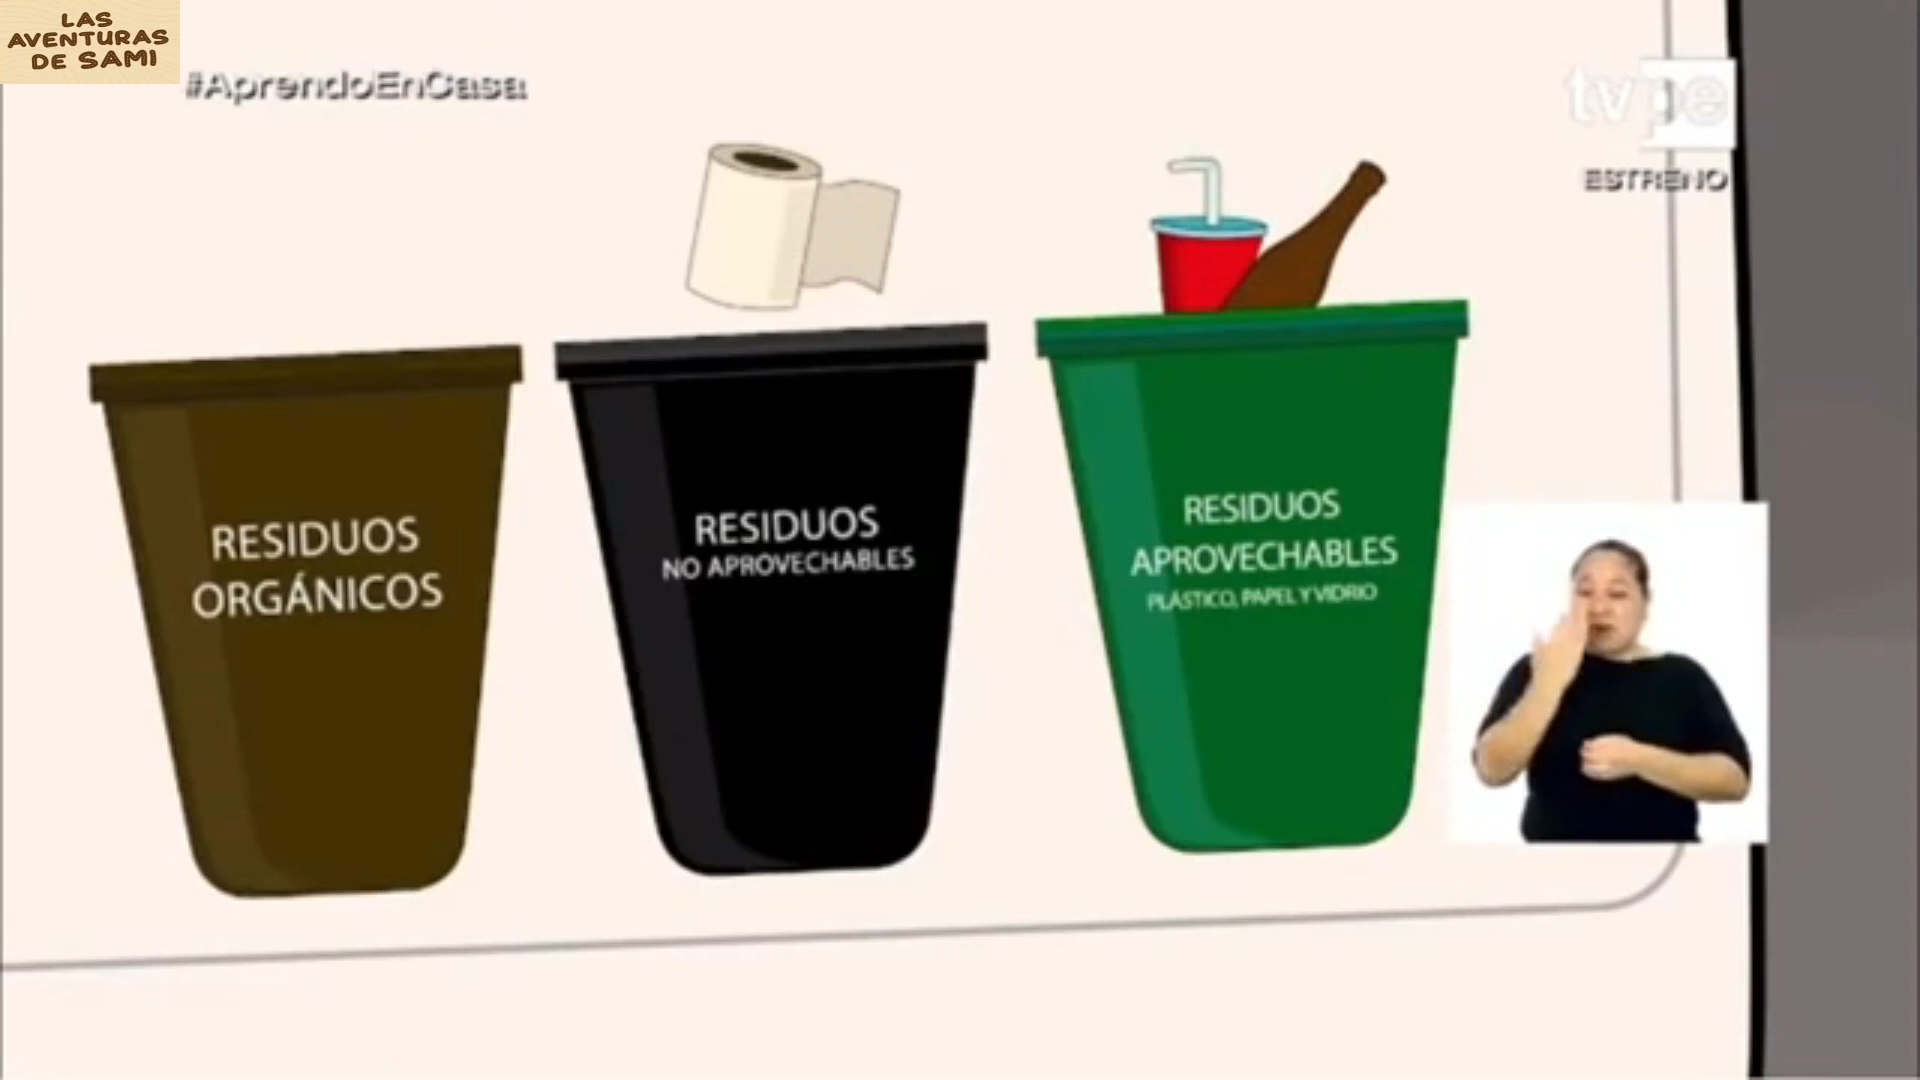 LAS
AVENTURAS
DE SAMI
#AprendoEnCasa
tvpe
ESTRENO
RESIDUOS
ORGÁNICOS
RESIDUOS
NO APROVECHABLES
RESIDUOS
APROVECHABLES
PLÁSTICO, PAPEL Y VIDRIO